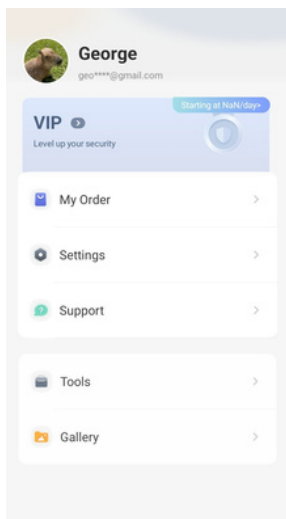 George
geo****@gmail.com
Starting at NaN/day>
VIP
Level up your security
My Order
Settings
Support
Tools
Gallery